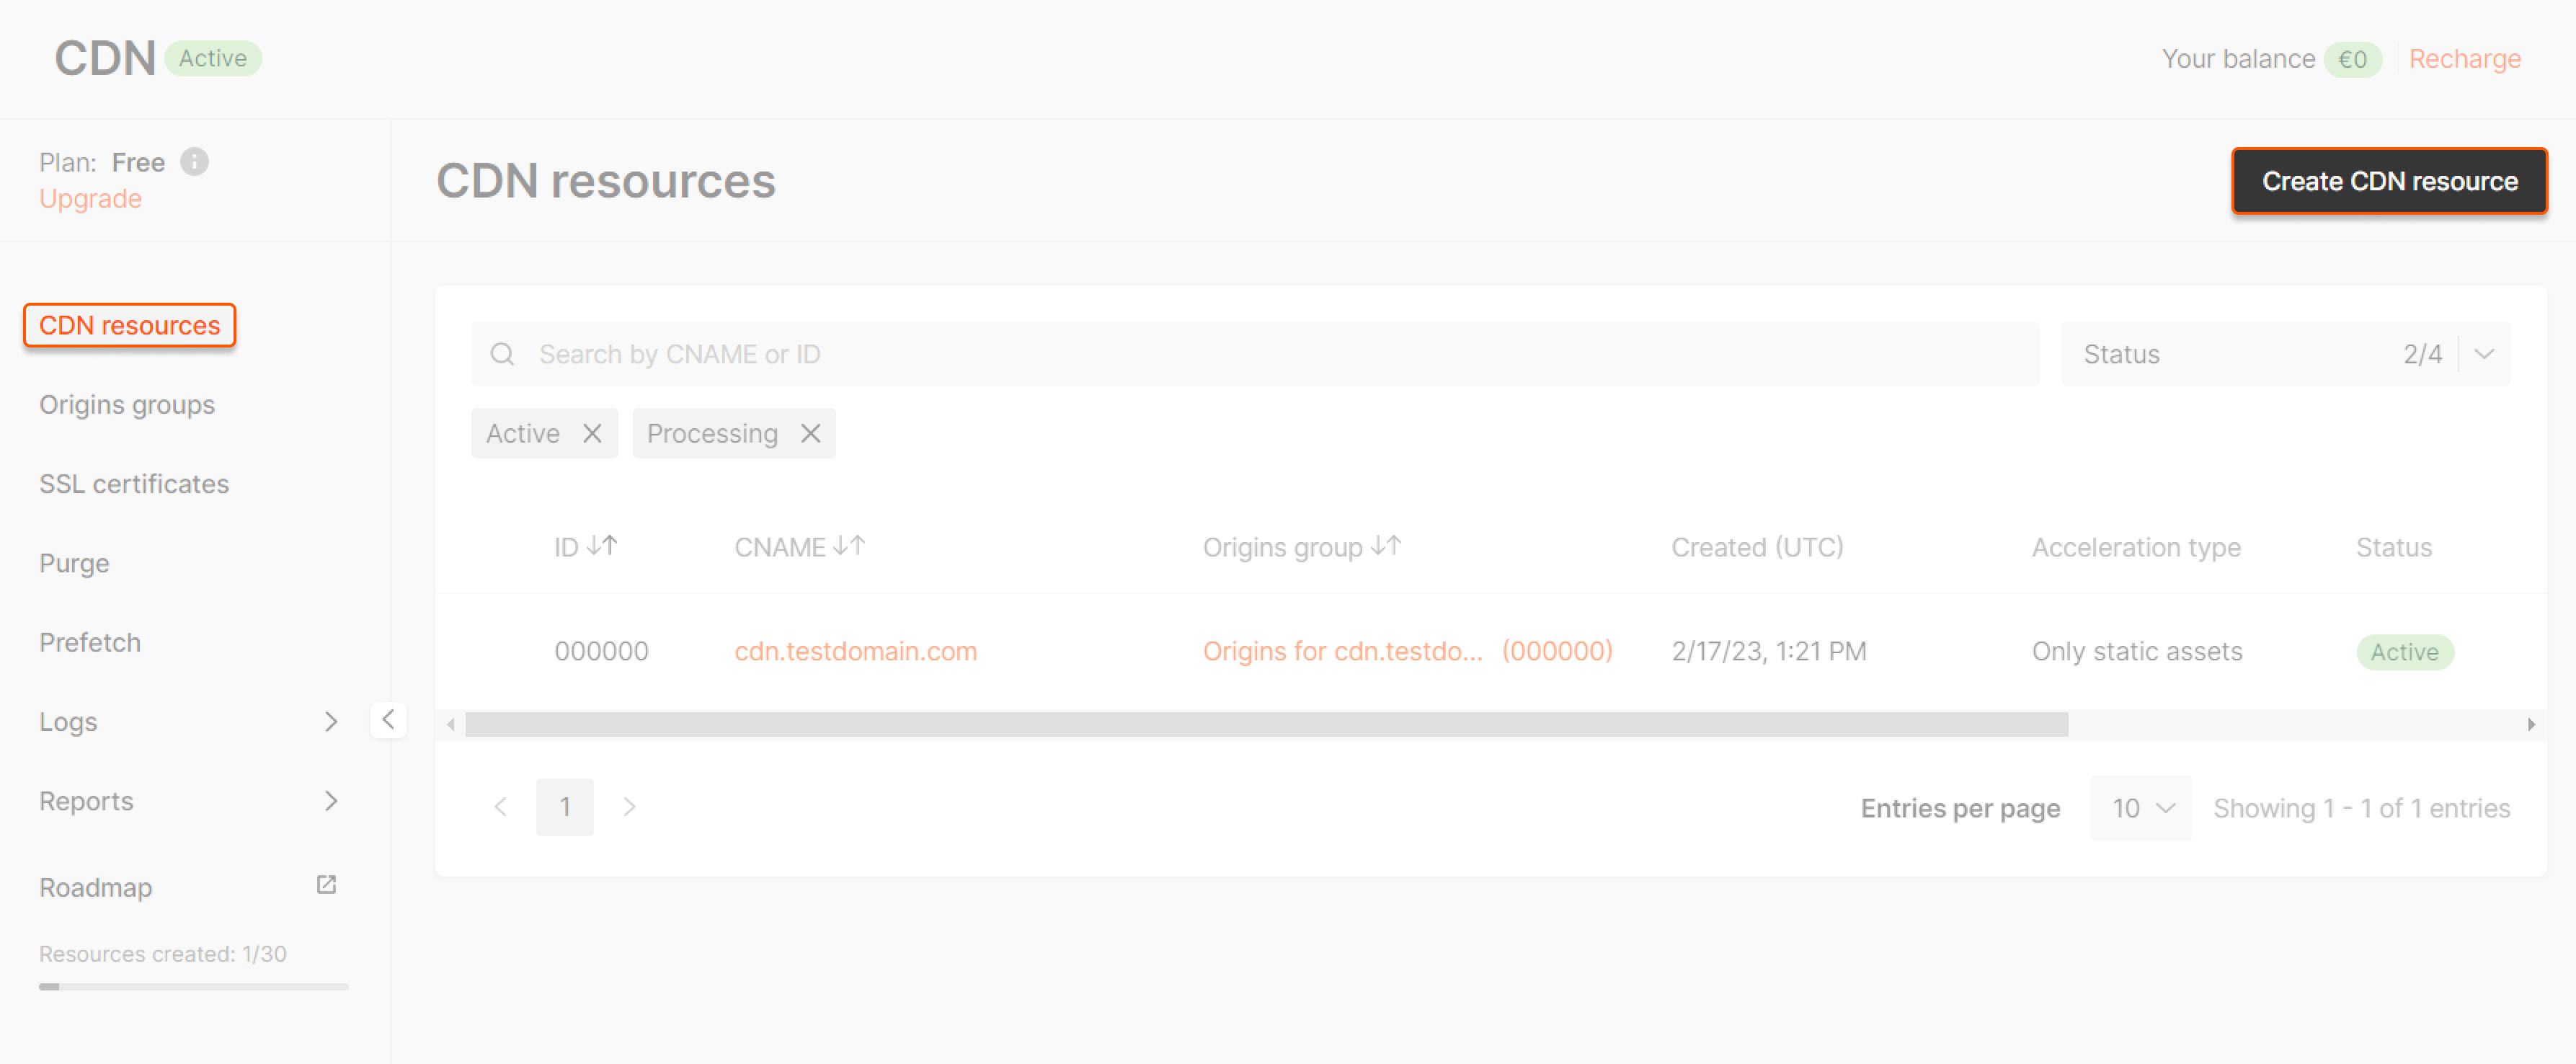 CDN Active
Your balance €0 Recharge
Plan: Free
Upgrade
CDN resources
Create CDN resource
CDN resources
Origins groups
SSL certificates
Purge
Prefetch
Logs
Reports
Roadmap
Resources created: 1/30
Search by CNAME or ID
Status 2/4
Active Processing
ID CNAME Origins group Created (UTC) Acceleration type Status
000000 cdn.testdomain.com Origins for cdn.testdo... (000000) 2/17/23, 1:21 PM Only static assets Active
1
Entries per page 10 Showing 1 - 1 of 1 entries